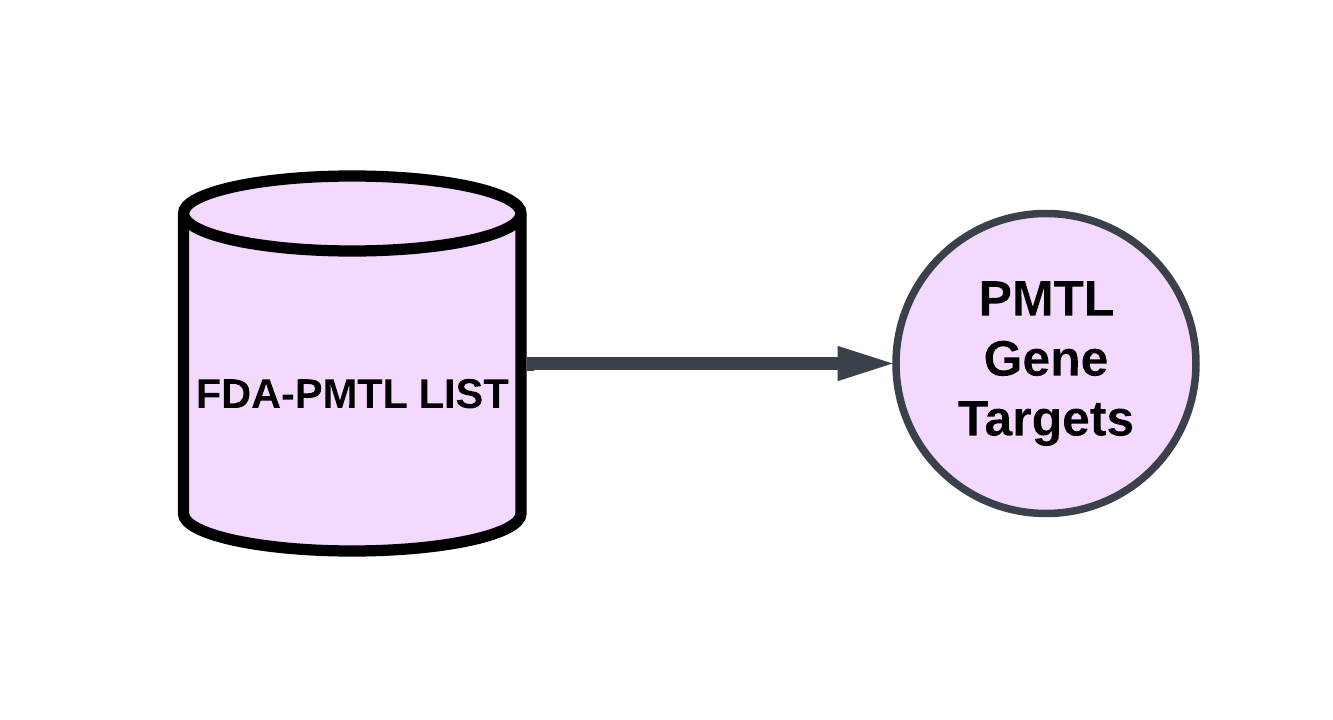 FDA-PMTL LIST
PMTL
Gene
Targets